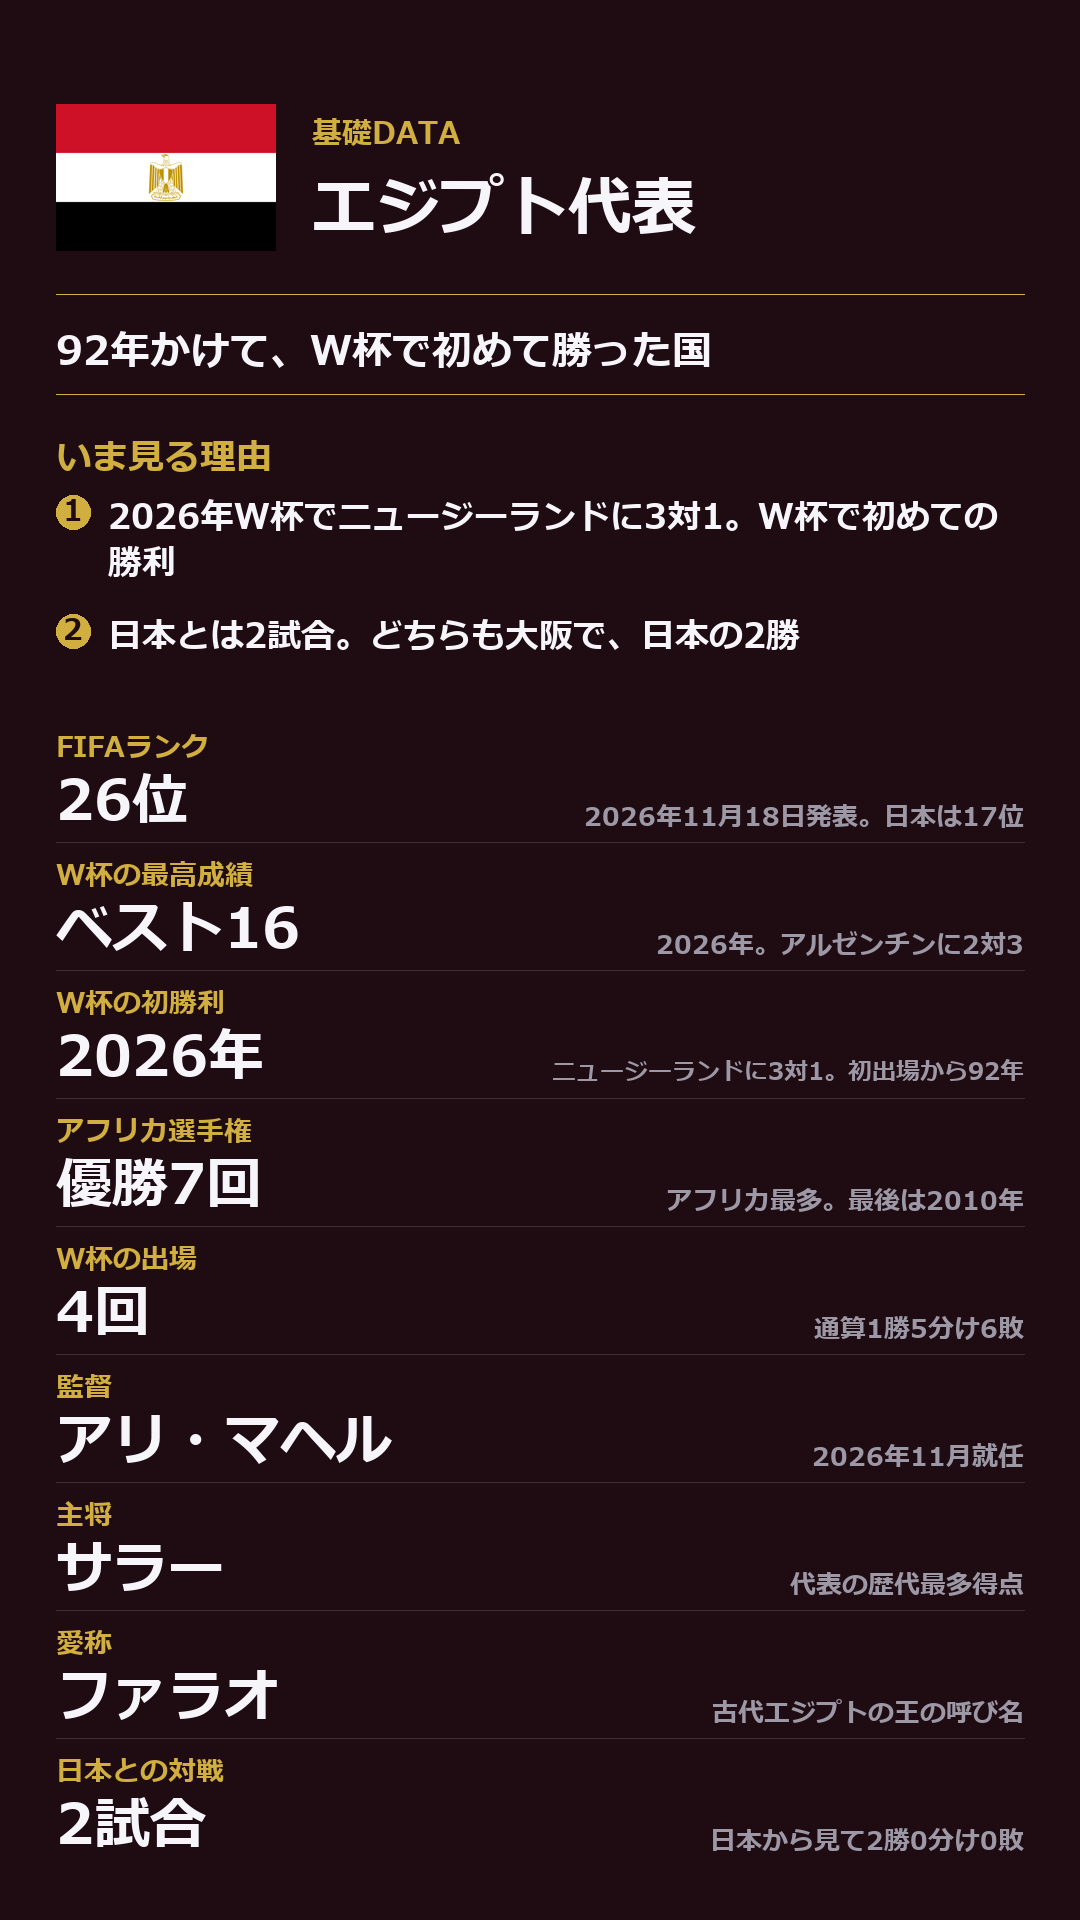 基礎DATA
エジプト代表
92年かけて、W杯で初めて勝った国
いま見る理由
1 2026年W杯でニュージーランドに3対1。W杯で初めての
勝利
2 日本とは2試合。どちらも大阪で、日本の2勝
FIFAランク
26位 2026年11月18日発表。日本は17位
W杯の最高成績
ベスト16 2026年。アルゼンチンに2対3
W杯の初勝利
2026年 ニュージーランドに3対1。初出場から92年
アフリカ選手権
優勝7回 アフリカ最多。最後は2010年
W杯の出場
4回 通算1勝5分け6敗
監督
アリ・マヘル 2026年11月就任
主将
サラー 代表の歴代最多得点
愛称
ファラオ 古代エジプトの王の呼び名
日本との対戦
2試合 日本から見て2勝0分け0敗